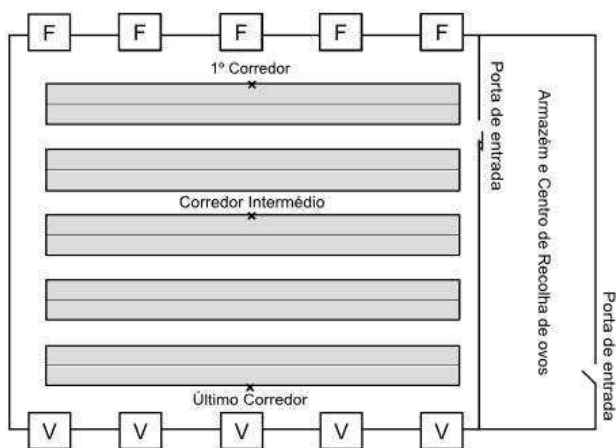 F F F F F
1º Corredor
Porta de entrada
Armazém e Centro de Recolha de ovos
Corredor Intermédio
Porta de entrada
Último Corredor
V V V V V